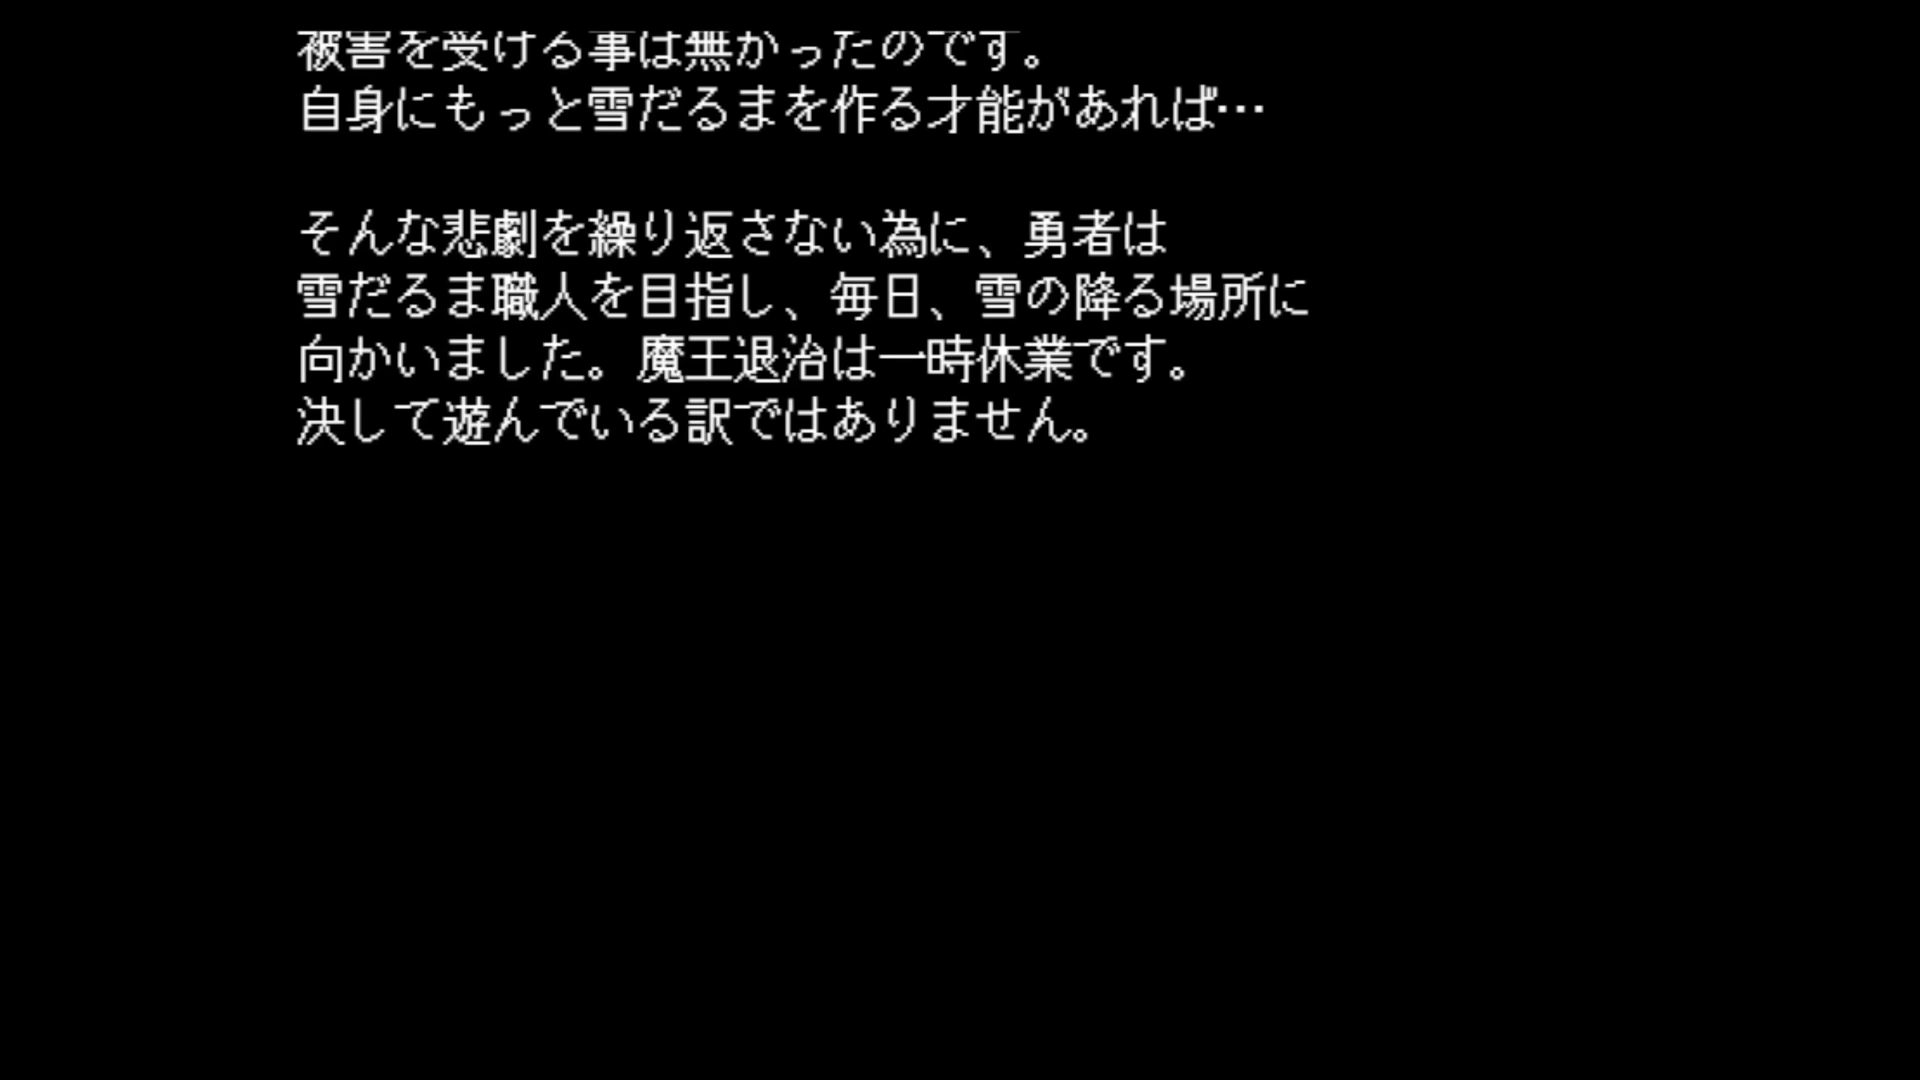 被害を受ける事は無かったのです。
自身にもっと雪だるまを作る才能があれば…
そんな悲劇を繰り返さない為に、勇者は
雪だるま職人を目指し、毎日、雪の降る場所に
向かいました。魔王退治は一時休業です。
決して遊んでいる訳ではありません。